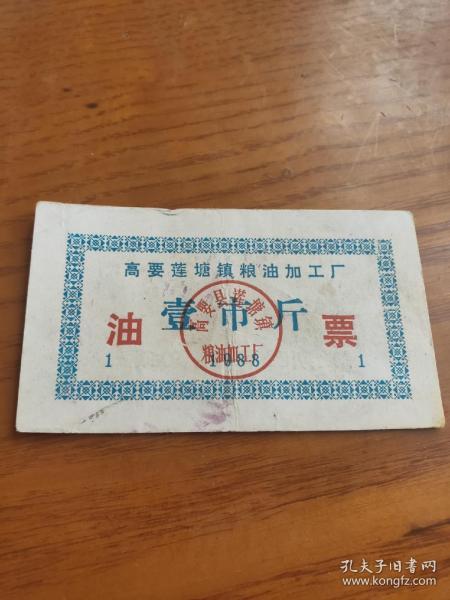 高要莲塘镇粮油加工厂
油 壹市斤 票
高要县莲塘镇
粮油加工厂
1 1988 1
孔夫子旧书网
www.kongfz.com